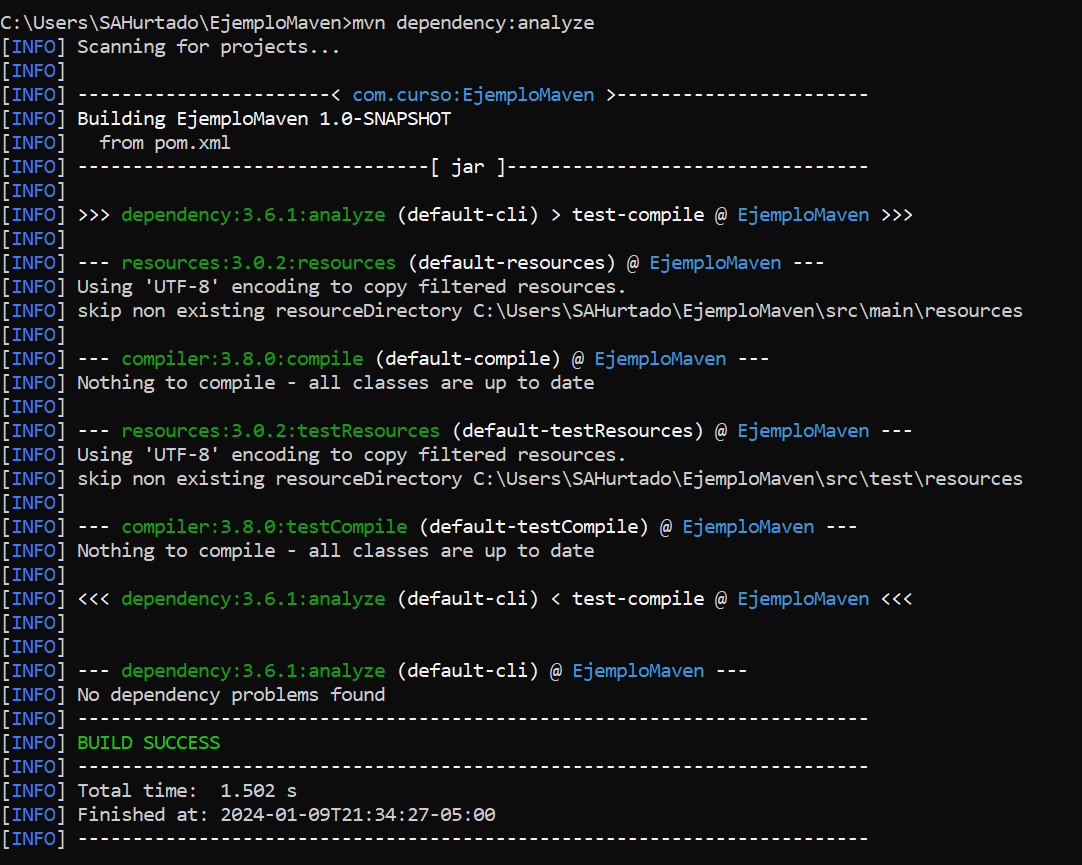 C:\Users\SAHurtado\EjemploMaven>mvn dependency:analyze
[INFO] Scanning for projects...
[INFO]
[INFO] -----------------------< com.curso:EjemploMaven >-----------------------
[INFO] Building EjemploMaven 1.0-SNAPSHOT
[INFO]   from pom.xml
[INFO] --------------------------------[ jar ]---------------------------------
[INFO]
[INFO] >>> dependency:3.6.1:analyze (default-cli) > test-compile @ EjemploMaven >>>
[INFO]
[INFO] --- resources:3.0.2:resources (default-resources) @ EjemploMaven ---
[INFO] Using 'UTF-8' encoding to copy filtered resources.
[INFO] skip non existing resourceDirectory C:\Users\SAHurtado\EjemploMaven\src\main\resources
[INFO]
[INFO] --- compiler:3.8.0:compile (default-compile) @ EjemploMaven ---
[INFO] Nothing to compile - all classes are up to date
[INFO]
[INFO] --- resources:3.0.2:testResources (default-testResources) @ EjemploMaven ---
[INFO] Using 'UTF-8' encoding to copy filtered resources.
[INFO] skip non existing resourceDirectory C:\Users\SAHurtado\EjemploMaven\src\test\resources
[INFO]
[INFO] --- compiler:3.8.0:testCompile (default-testCompile) @ EjemploMaven ---
[INFO] Nothing to compile - all classes are up to date
[INFO]
[INFO] <<< dependency:3.6.1:analyze (default-cli) < test-compile @ EjemploMaven <<<
[INFO]
[INFO]
[INFO] --- dependency:3.6.1:analyze (default-cli) @ EjemploMaven ---
[INFO] No dependency problems found
[INFO] ------------------------------------------------------------------------
[INFO] BUILD SUCCESS
[INFO] ------------------------------------------------------------------------
[INFO] Total time:  1.502 s
[INFO] Finished at: 2024-01-09T21:34:27-05:00
[INFO] ------------------------------------------------------------------------